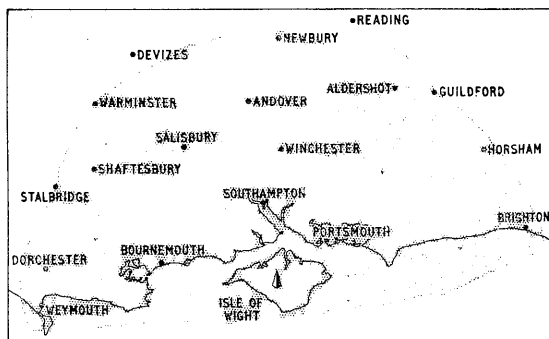 READING
NEWBURY
DEVIZES
ALDERSHOT
GUILDFORD
WARMINSTER
ANDOVER
SALISBURY
WINCHESTER
HORSHAM
SHAFTESBURY
STALBRIDGE
SOUTHAMPTON
BRIGHTON
PORTSMOUTH
BOURNEMOUTH
DORCHESTER
WEYMOUTH
ISLE OF
WIGHT